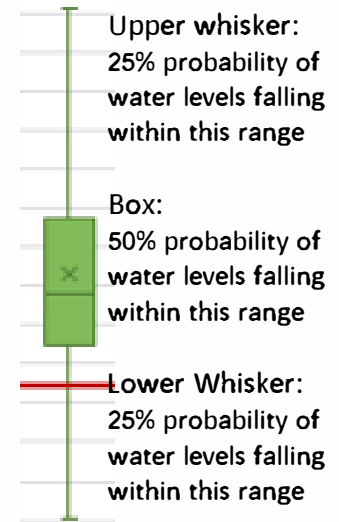 Upper whisker:
25% probability of
water levels falling
within this range
Box:
50% probability of
water levels falling
within this range
Lower Whisker:
25% probability of
water levels falling
within this range